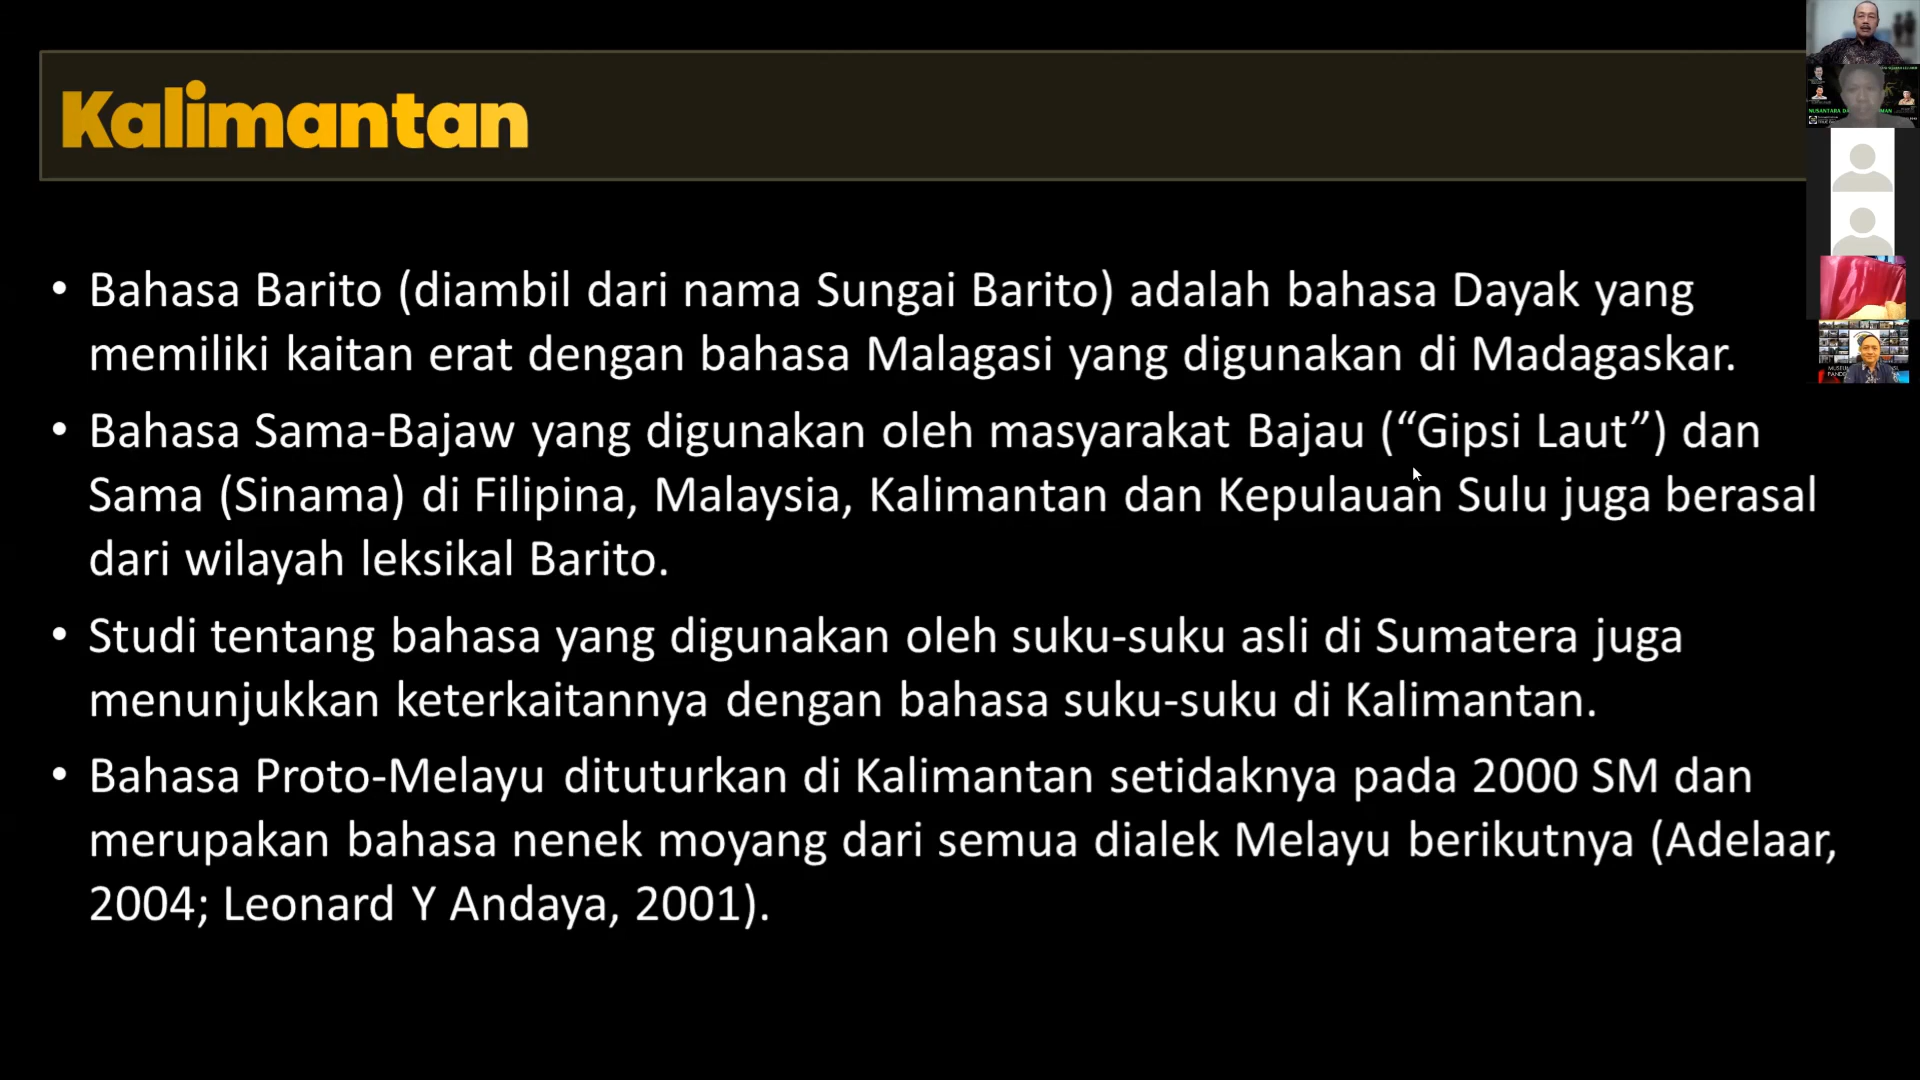 Kalimantan
• Bahasa Barito (diambil dari nama Sungai Barito) adalah bahasa Dayak yang
memiliki kaitan erat dengan bahasa Malagasi yang digunakan di Madagaskar.
• Bahasa Sama-Bajaw yang digunakan oleh masyarakat Bajau (“Gipsi Laut”) dan
Sama (Sinama) di Filipina, Malaysia, Kalimantan dan Kepulauan Sulu juga berasal
dari wilayah leksikal Barito.
• Studi tentang bahasa yang digunakan oleh suku-suku asli di Sumatera juga
menunjukkan keterkaitannya dengan bahasa suku-suku di Kalimantan.
• Bahasa Proto-Melayu dituturkan di Kalimantan setidaknya pada 2000 SM dan
merupakan bahasa nenek moyang dari semua dialek Melayu berikutnya (Adelaar,
2004; Leonard Y Andaya, 2001).
NUSANTARA